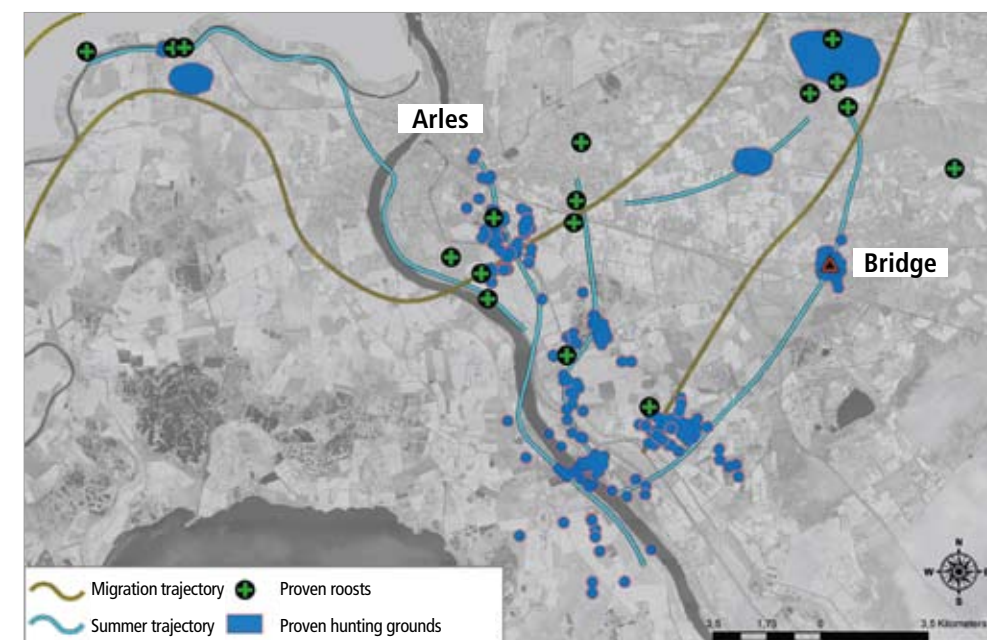 Arles
Bridge
N
W
S
Migration trajectory Proven roosts
Summer trajectory Proven hunting grounds
3,5 1,75 0 3,5 Kilometers